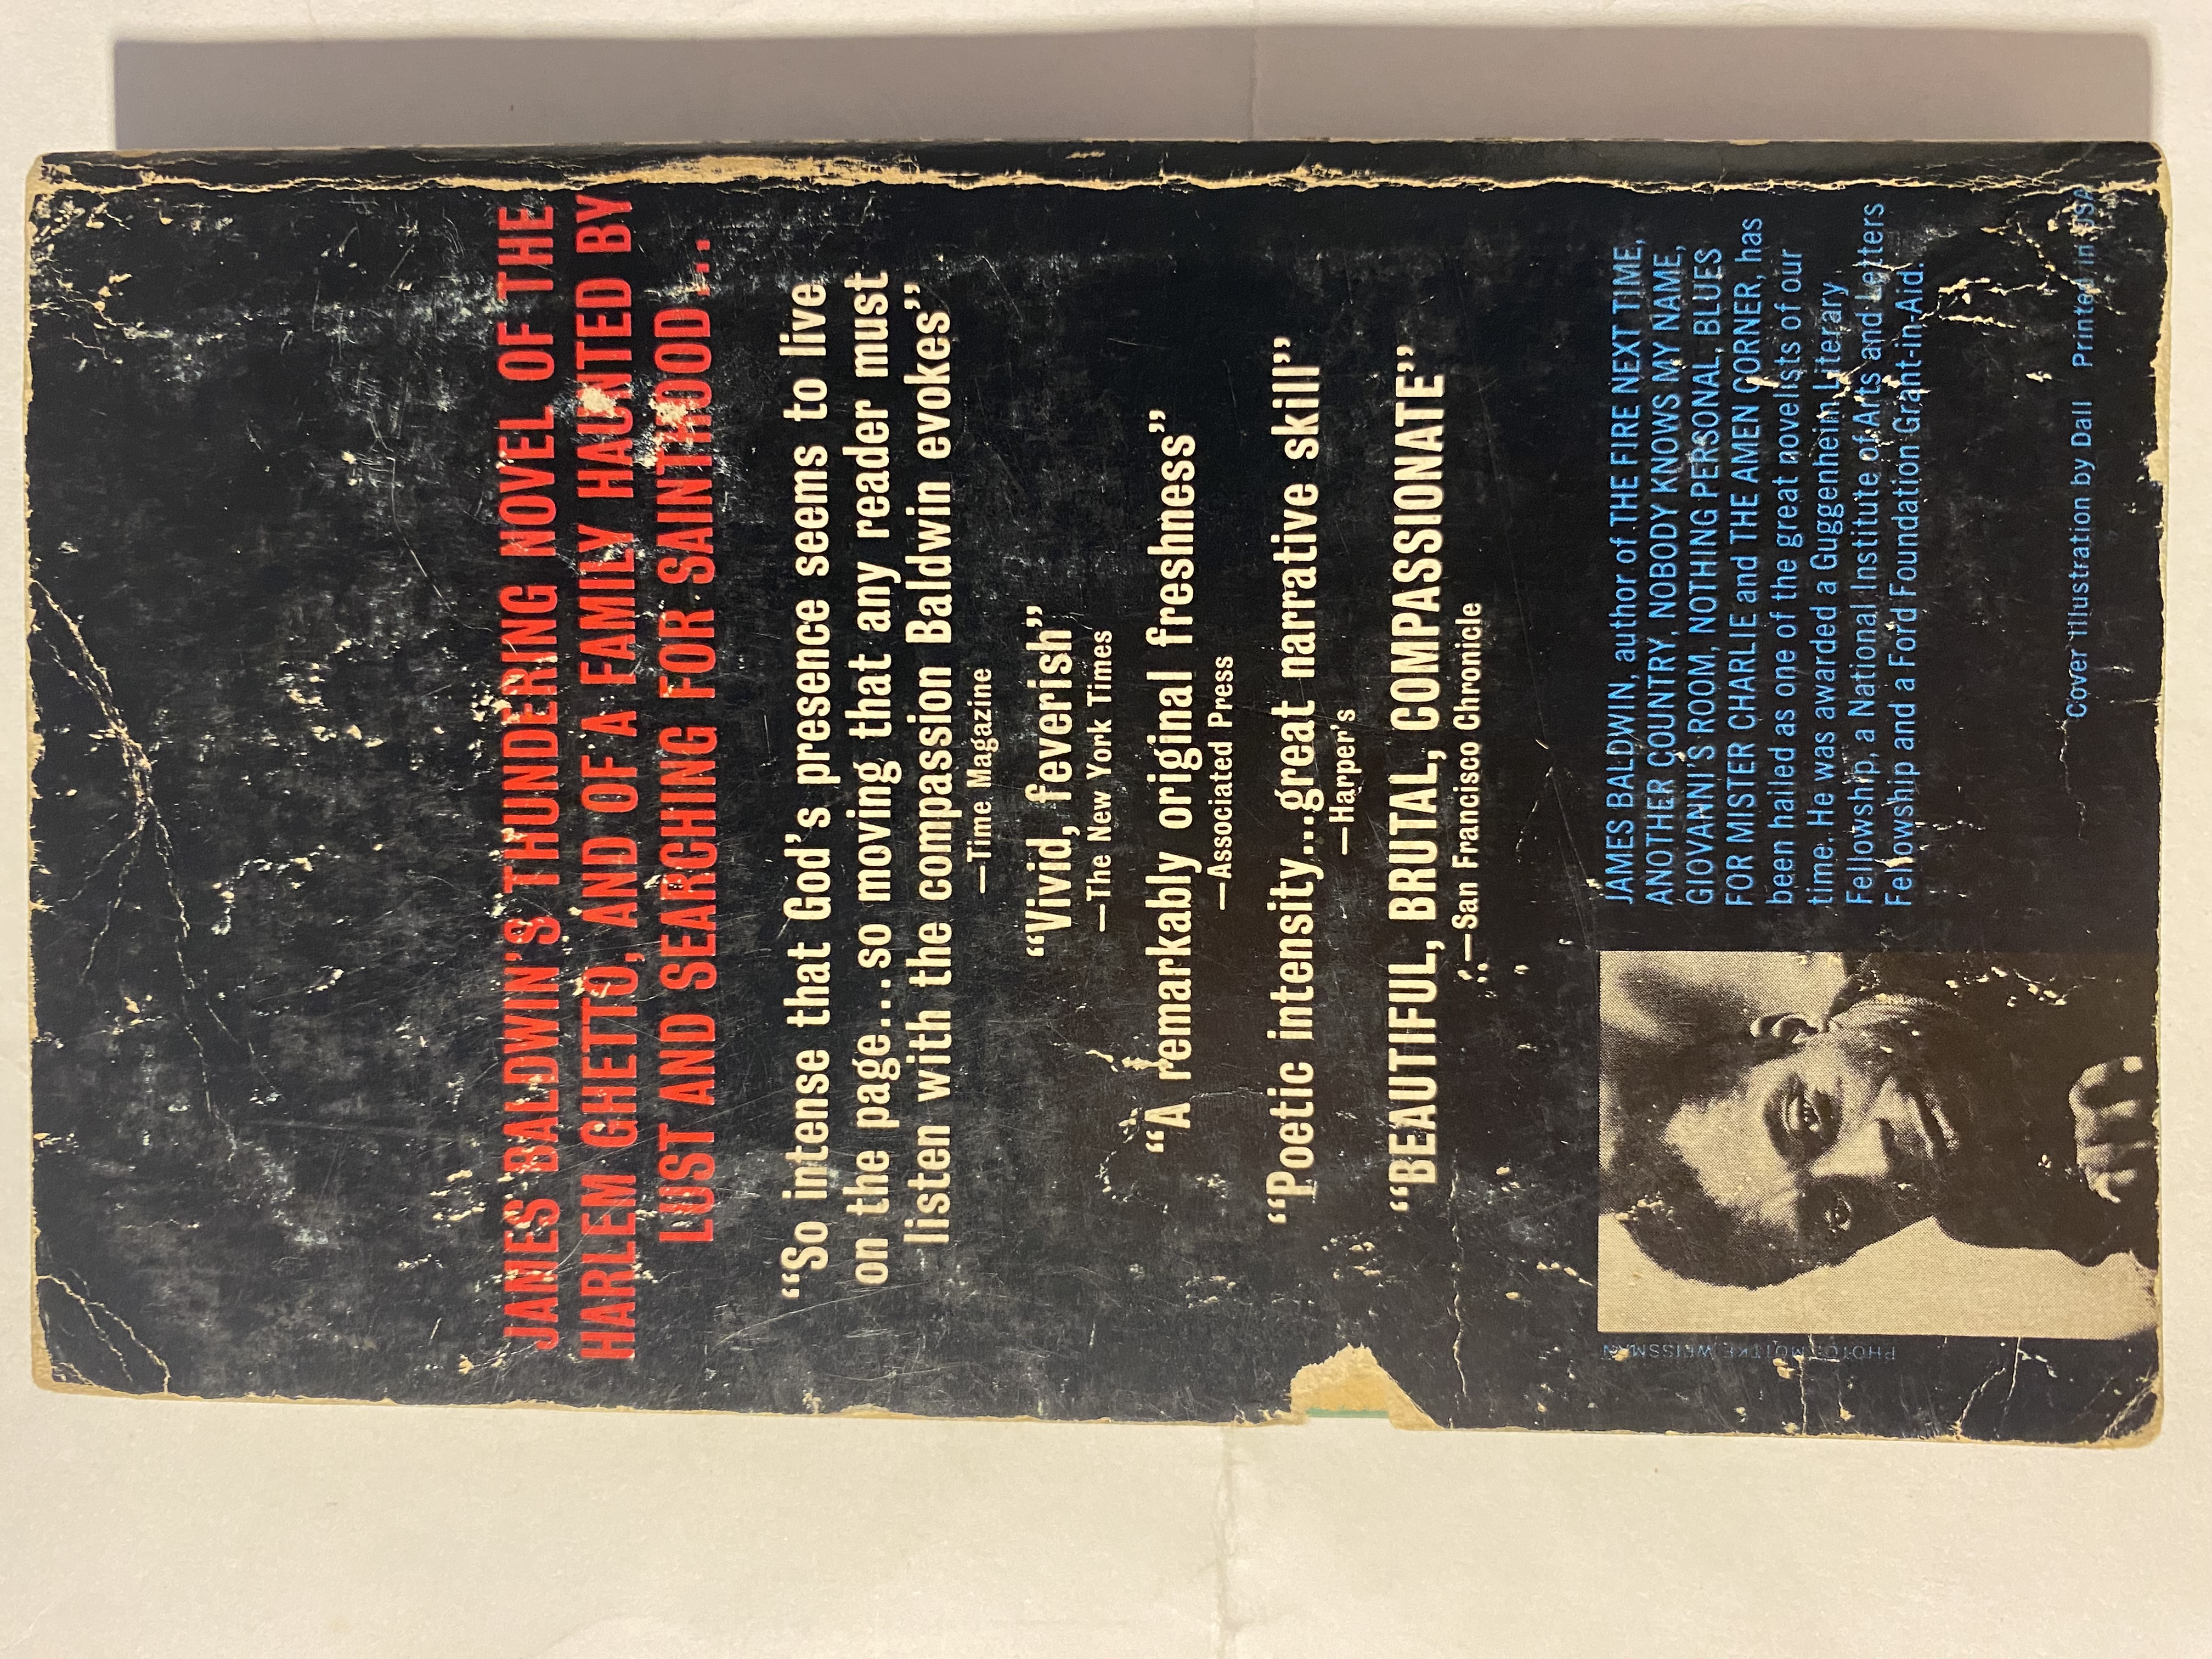 JAMES BALDWIN'S THUNDERING NOVEL OF THE
HARLEM GHETTO, AND OF A FAMILY HAUNTED BY
LUST AND SEARCHING FOR SAINTHOOD...
“So intense that God’s presence seems to live
on the page...so moving that any reader must
listen with the compassion Baldwin evokes”
—Time Magazine
“Vivid, feverish”
—The New York Times
“A remarkably original freshness”
—Associated Press
“Poetic intensity...great narrative skill”
—Harper’s
“BEAUTIFUL, BRUTAL, COMPASSIONATE”
—San Francisco Chronicle
JAMES BALDWIN, author of THE FIRE NEXT TIME,
ANOTHER COUNTRY, NOBODY KNOWS MY NAME,
GIOVANNI'S ROOM, NOTHING PERSONAL, BLUES
FOR MISTER CHARLIE and THE AMEN CORNER, has
been hailed as one of the great novelists of our
time. He was awarded a Guggenheim Literary
Fellowship, a National Institute of Arts and Letters
Fellowship and a Ford Foundation Grant-in-Aid.
Cover Illustration by Dall Printed in USA